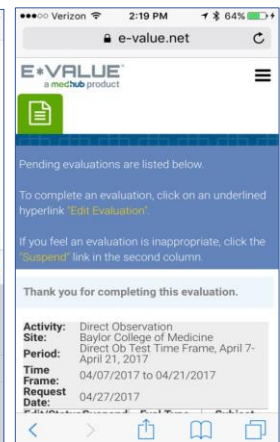 Verizon 2:19 PM 64%
e-value.net
E*VALUE
a medhub product
Pending evaluations are listed below.
To complete an evaluation, click on an underlined
hyperlink "Edit Evaluation".
If you feel an evaluation is inappropriate, click the
"Suspend" link in the second column.
Thank you for completing this evaluation.
Activity: Direct Observation
Site: Baylor College of Medicine
Period: Direct Ob Test Time Frame, April 7-
April 21, 2017
Time
Frame: 04/07/2017 to 04/21/2017
Request
Date: 04/27/2017